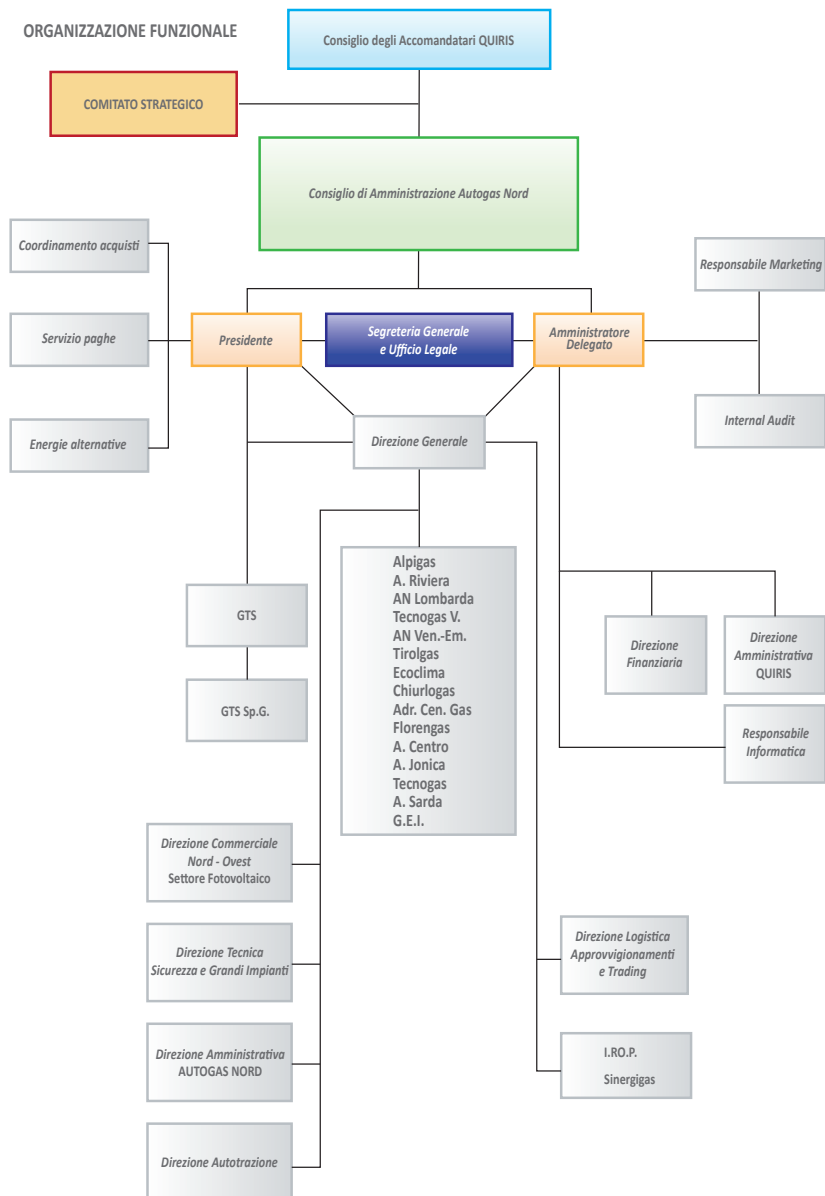 ORGANIZZAZIONE FUNZIONALE
Consiglio degli Accomandatari QUIRIS
COMITATO STRATEGICO
Consiglio di Amministrazione Autogas Nord
Coordinamento acquisti
Responsabile Marketing
Servizio paghe
Presidente
Segreteria Generale
e Ufficio Legale
Amministratore
Delegato
Energie alternative
Direzione Generale
Internal Audit
Alpigas
A. Riviera
AN Lombarda
Tecnogas V.
AN Ven.-Em.
Tirolgas
Ecoclima
Chiurlogas
Adr. Cen. Gas
Florengas
A. Centro
A. Jonica
Tecnogas
A. Sarda
G.E.I.
GTS
GTS Sp.G.
Direzione
Finanziaria
Direzione
Amministrativa
QUIRIS
Responsabile
Informatica
Direzione Commerciale
Nord - Ovest
Settore Fotovoltaico
Direzione Tecnica
Sicurezza e Grandi Impianti
Direzione Logistica
Approvvigionamenti
e Trading
Direzione Amministrativa
AUTOGAS NORD
I.RO.P.
Sinergigas
Direzione Autotrazione